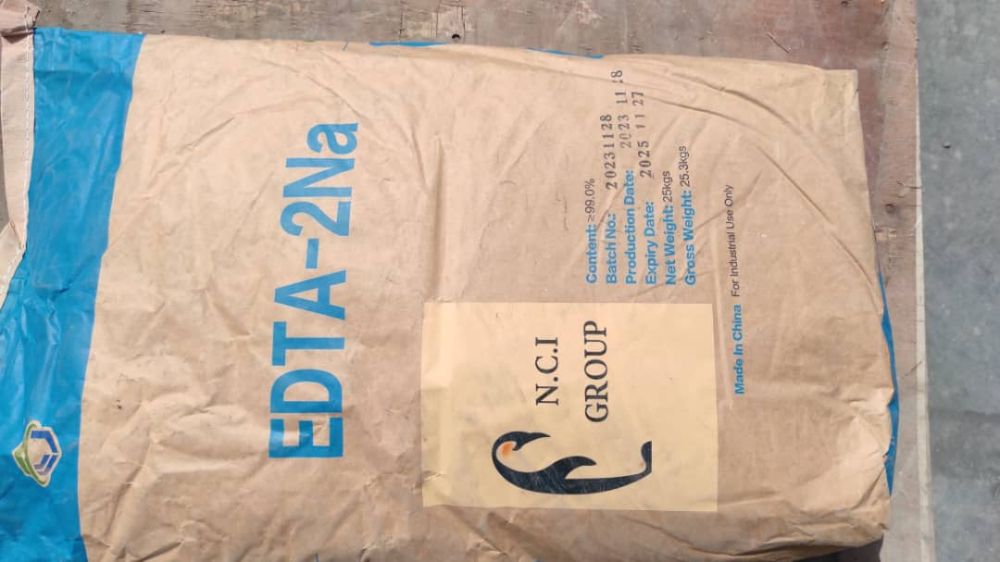 EDTA-2Na
Content: ≥99.0%
Batch No.: 20231128
Production Date: 2023 11 28
Expiry Date: 2025 11 27
Net Weight: 25kgs
Gross Weight: 25.3kgs
N.C.I
GROUP
Made In China For Industrial Use Only